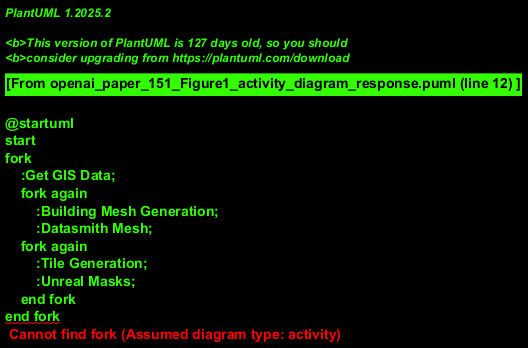 PlantUML 1.2025.2
<b>This version of PlantUML is 127 days old, so you should
<b>consider upgrading from https://plantuml.com/download
[From openai_paper_151_Figure1_activity_diagram_response.puml (line 12) ]
@startuml
start
fork
:Get GIS Data;
fork again
:Building Mesh Generation;
:Datasmith Mesh;
fork again
:Tile Generation;
:Unreal Masks;
end fork
end fork
Cannot find fork (Assumed diagram type: activity)